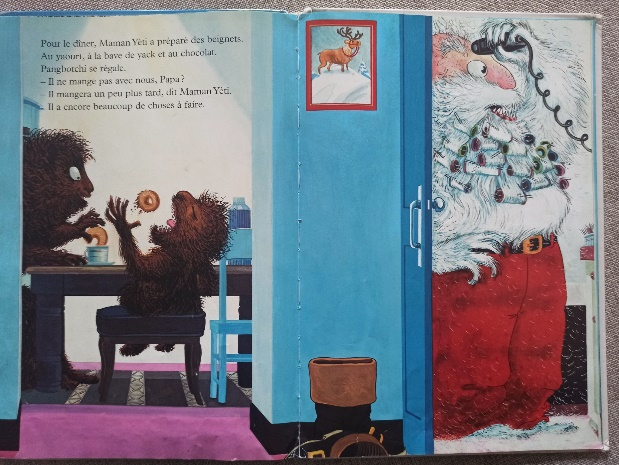 Pour le dîner, Maman Yéti a préparé des beignets.
Au yaourt, à la bave de yack et au chocolat.
Pangbotchi se régale.
– Il ne mange pas avec nous, Papa ?
– Il mangera un peu plus tard, dit Maman Yéti.
– Il a encore beaucoup de choses à faire.